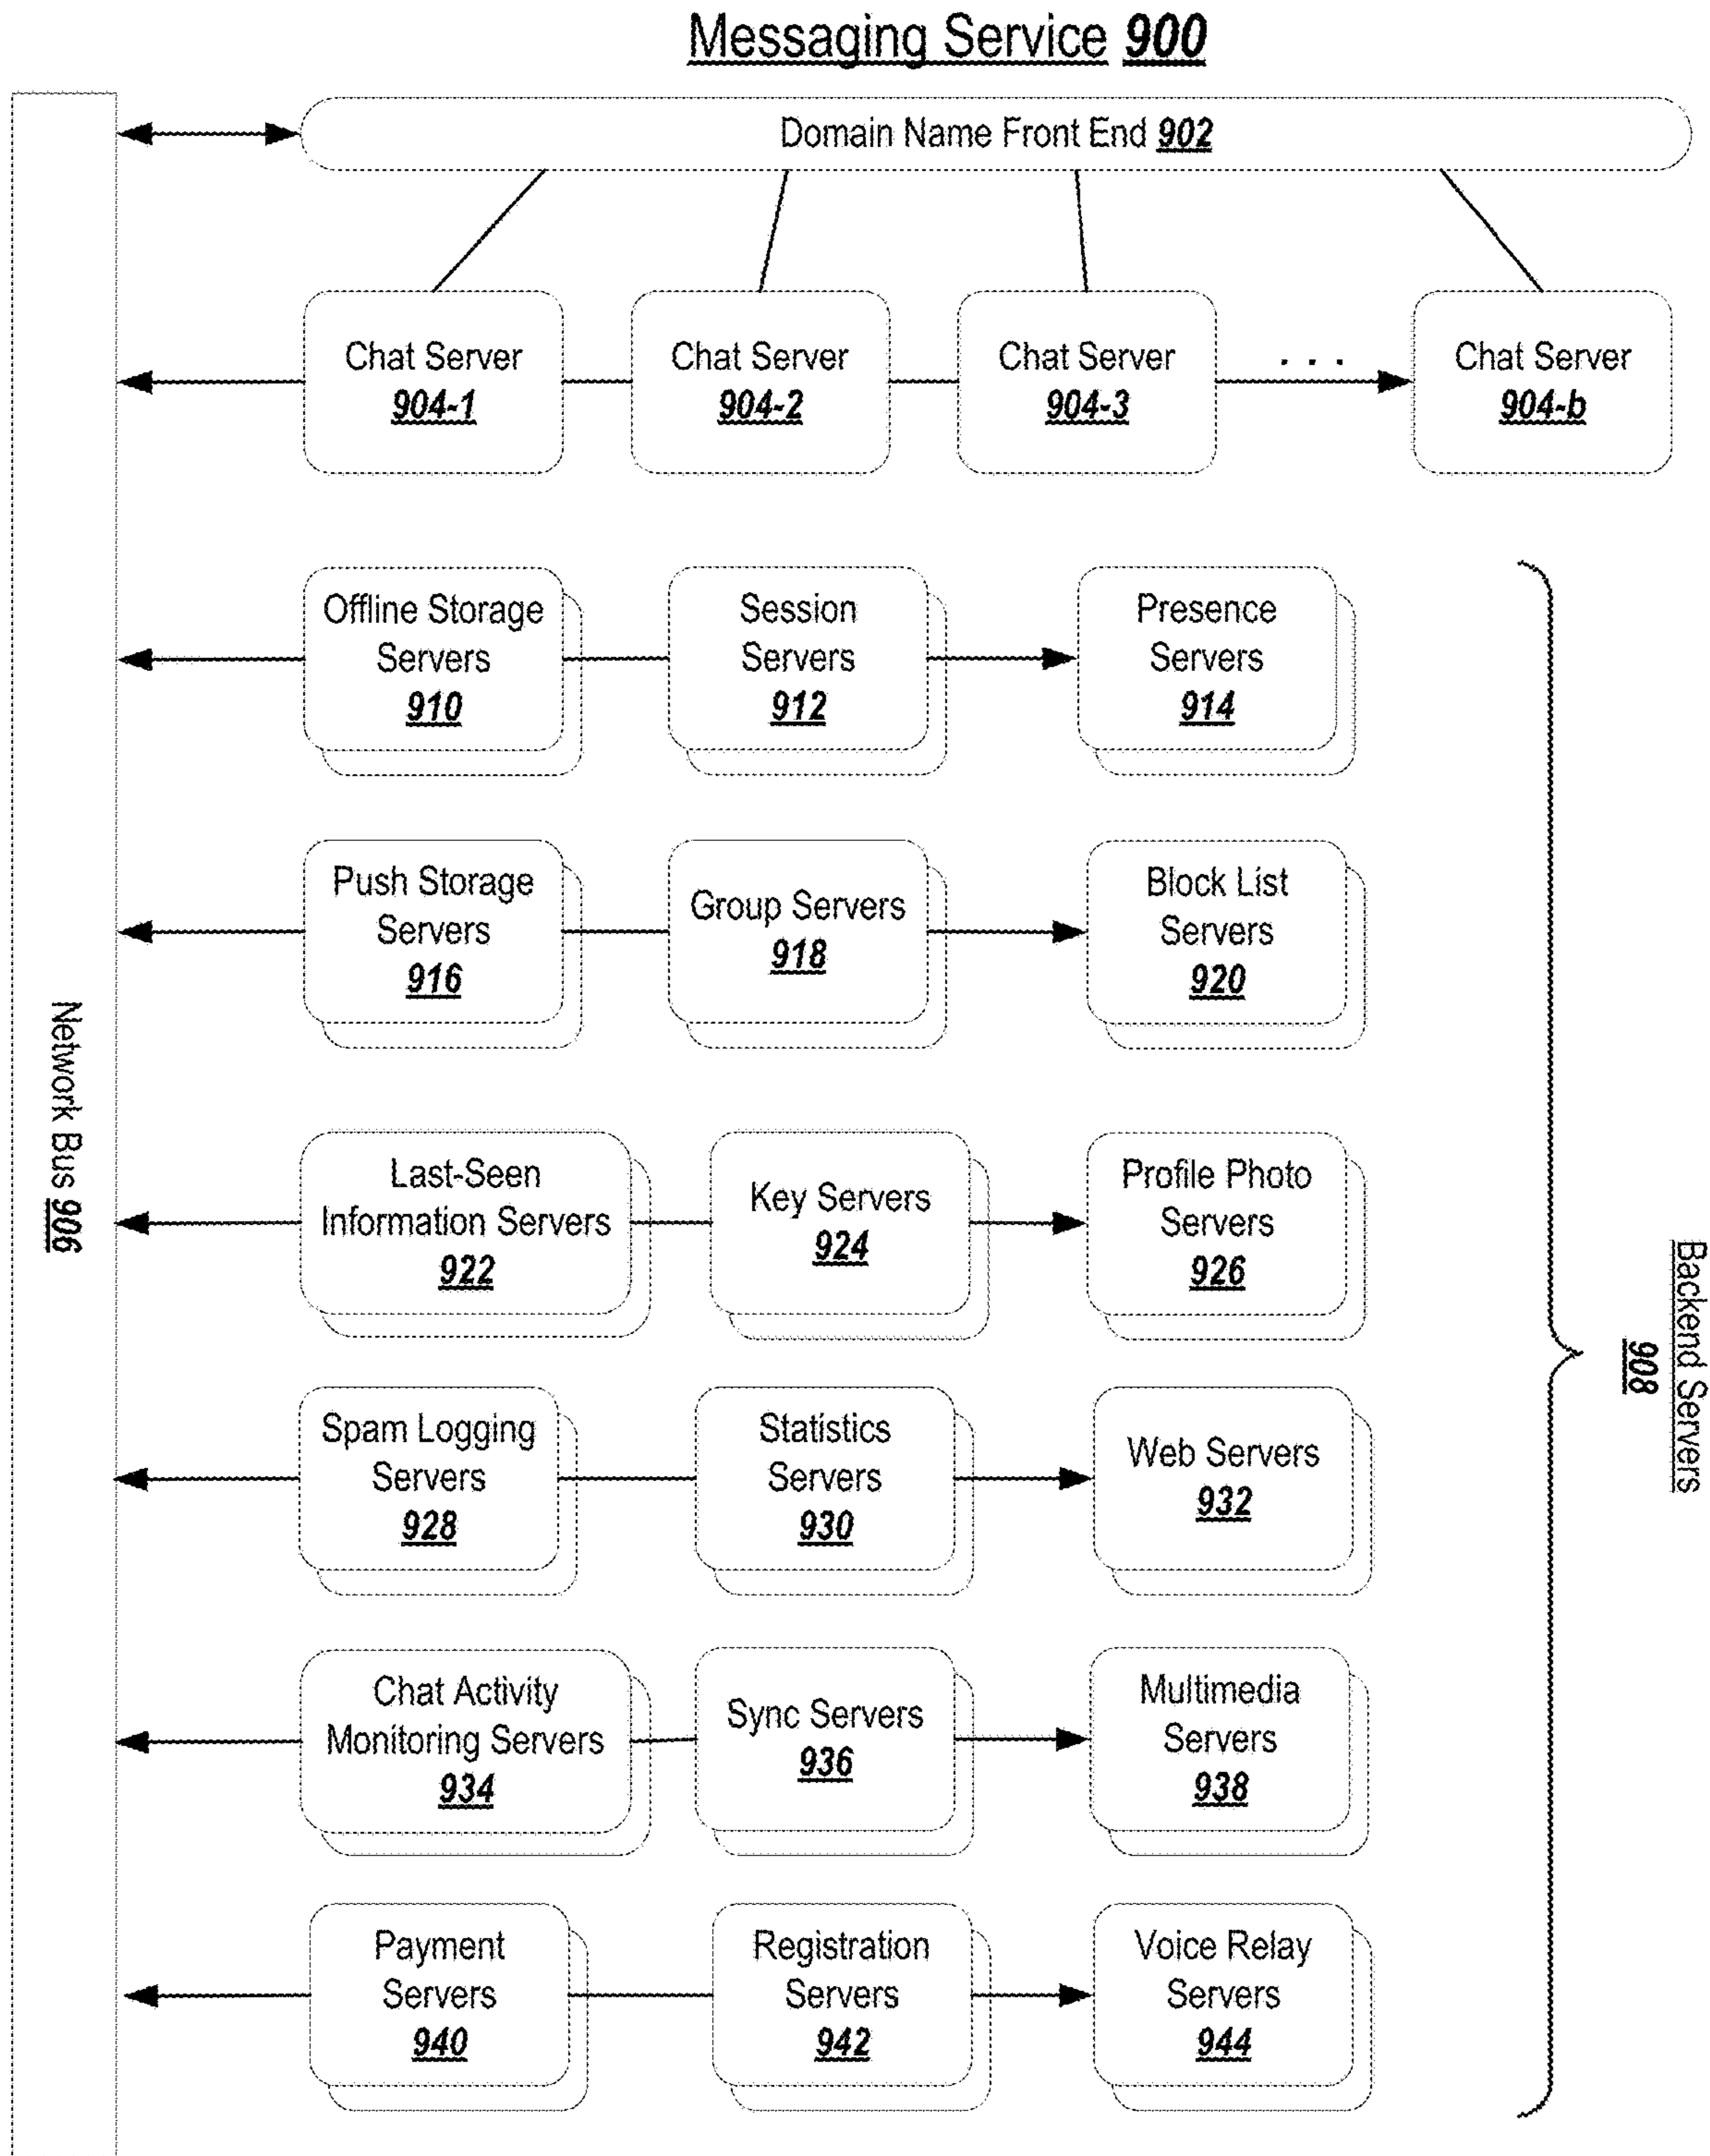 Messaging Service 900
Domain Name Front End 902
Chat Server
904-1
Chat Server
904-2
Chat Server
904-3
. . .
Chat Server
904-b
Offline Storage
Servers
910
Session
Servers
912
Presence
Servers
914
Push Storage
Servers
916
Group Servers
918
Block List
Servers
920
Network Bus 906
Last-Seen
Information Servers
922
Key Servers
924
Profile Photo
Servers
926
Backend Servers
908
Spam Logging
Servers
928
Statistics
Servers
930
Web Servers
932
Chat Activity
Monitoring Servers
934
Sync Servers
936
Multimedia
Servers
938
Payment
Servers
940
Registration
Servers
942
Voice Relay
Servers
944